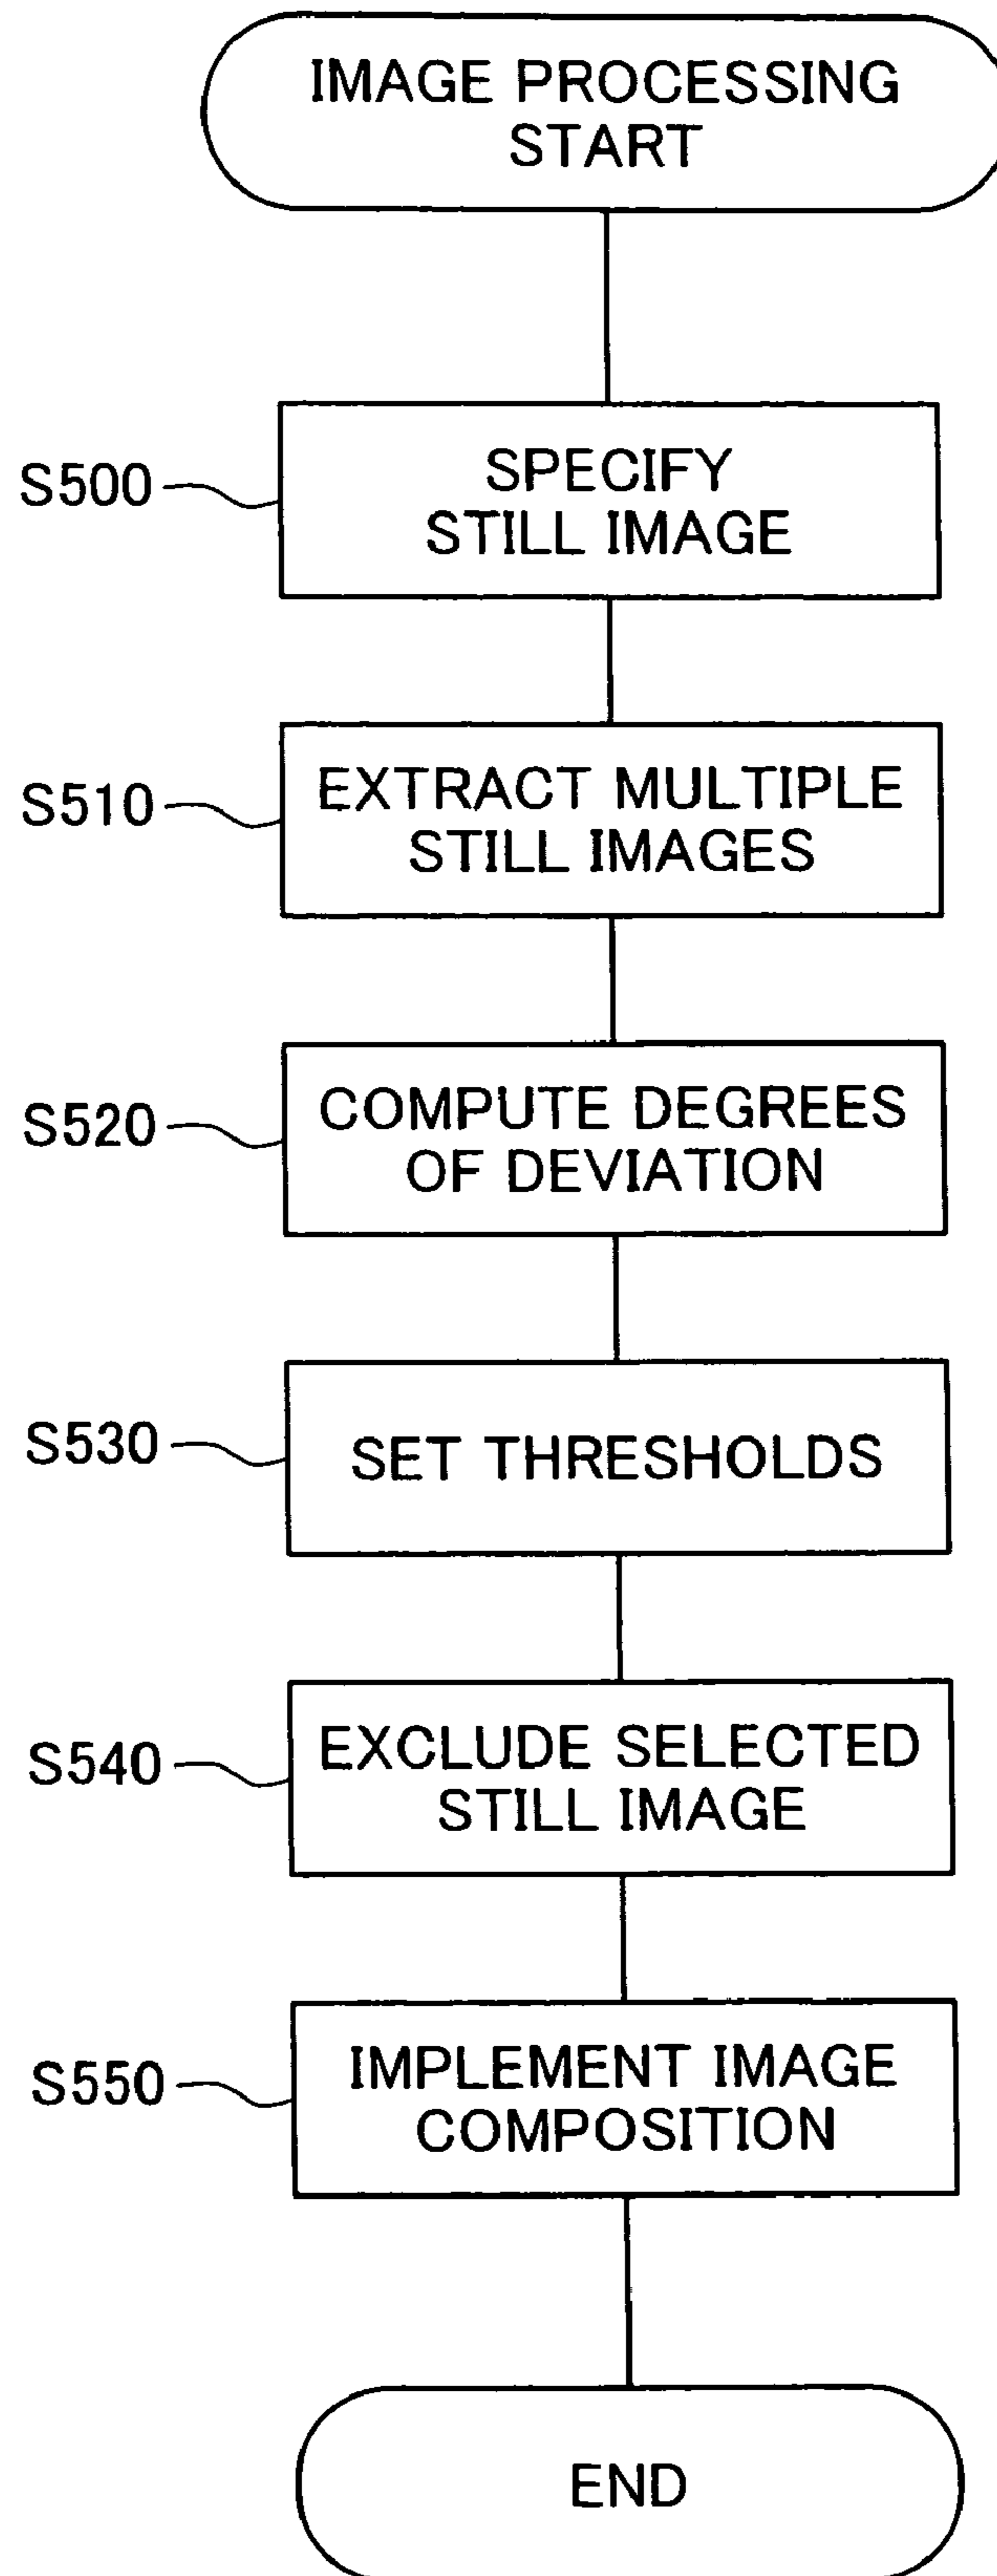 IMAGE PROCESSING
START
S500
SPECIFY
STILL IMAGE
S510
EXTRACT MULTIPLE
STILL IMAGES
S520
COMPUTE DEGREES
OF DEVIATION
S530
SET THRESHOLDS
S540
EXCLUDE SELECTED
STILL IMAGE
S550
IMPLEMENT IMAGE
COMPOSITION
END